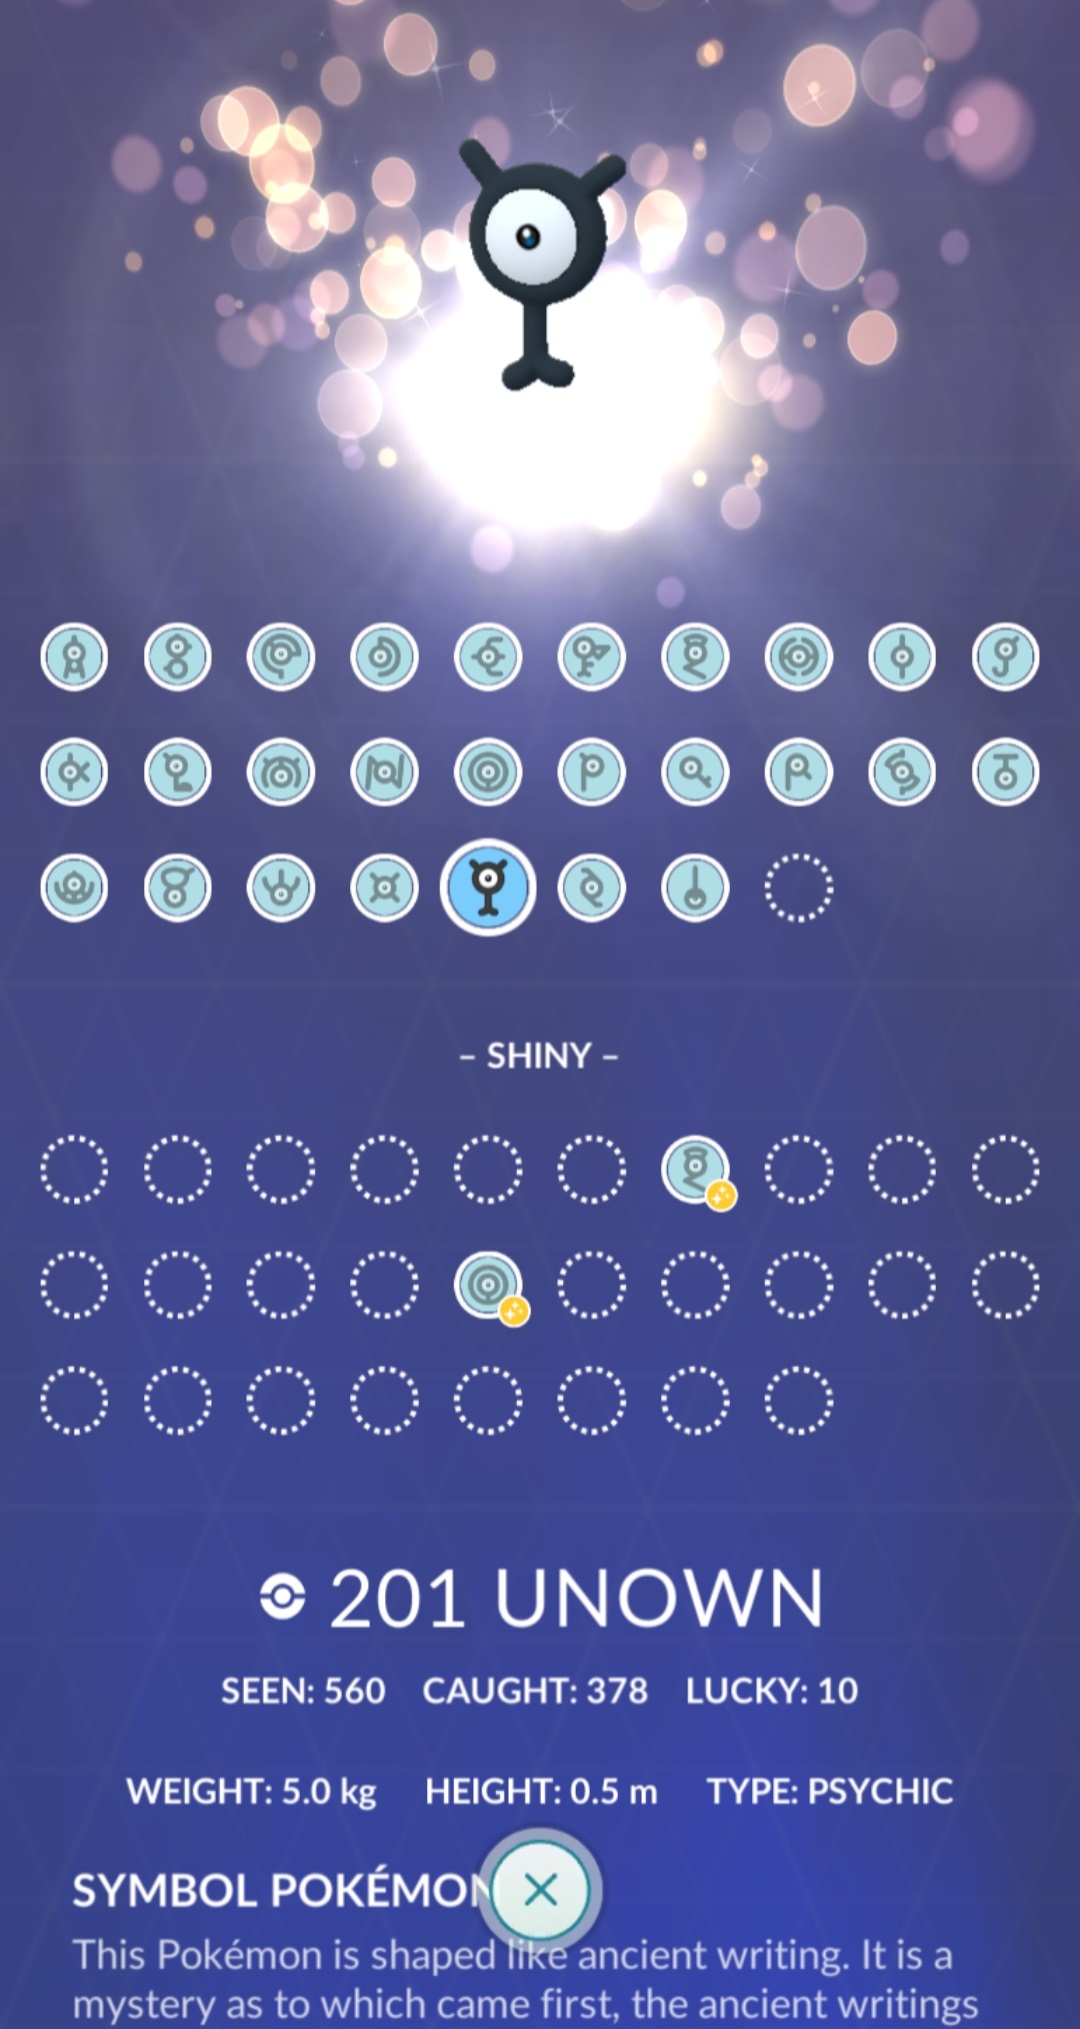 – SHINY –
201 UNOWN
SEEN: 560 CAUGHT: 378 LUCKY: 10
WEIGHT: 5.0 kg HEIGHT: 0.5 m TYPE: PSYCHIC
SYMBOL POKÉMON
This Pokémon is shaped like ancient writing. It is a
mystery as to which came first, the ancient writings